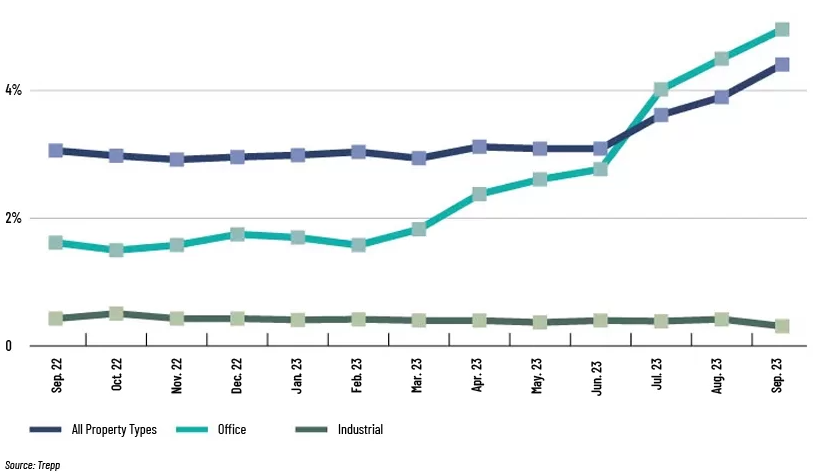 4%
2%
0
Sep. 22
Oct. 22
Nov. 22
Dec. 22
Jan. 23
Feb. 23
Mar. 23
Apr. 23
May. 23
Jun. 23
Jul. 23
Aug. 23
Sep. 23
All Property Types
Office
Industrial
Source: Trepp